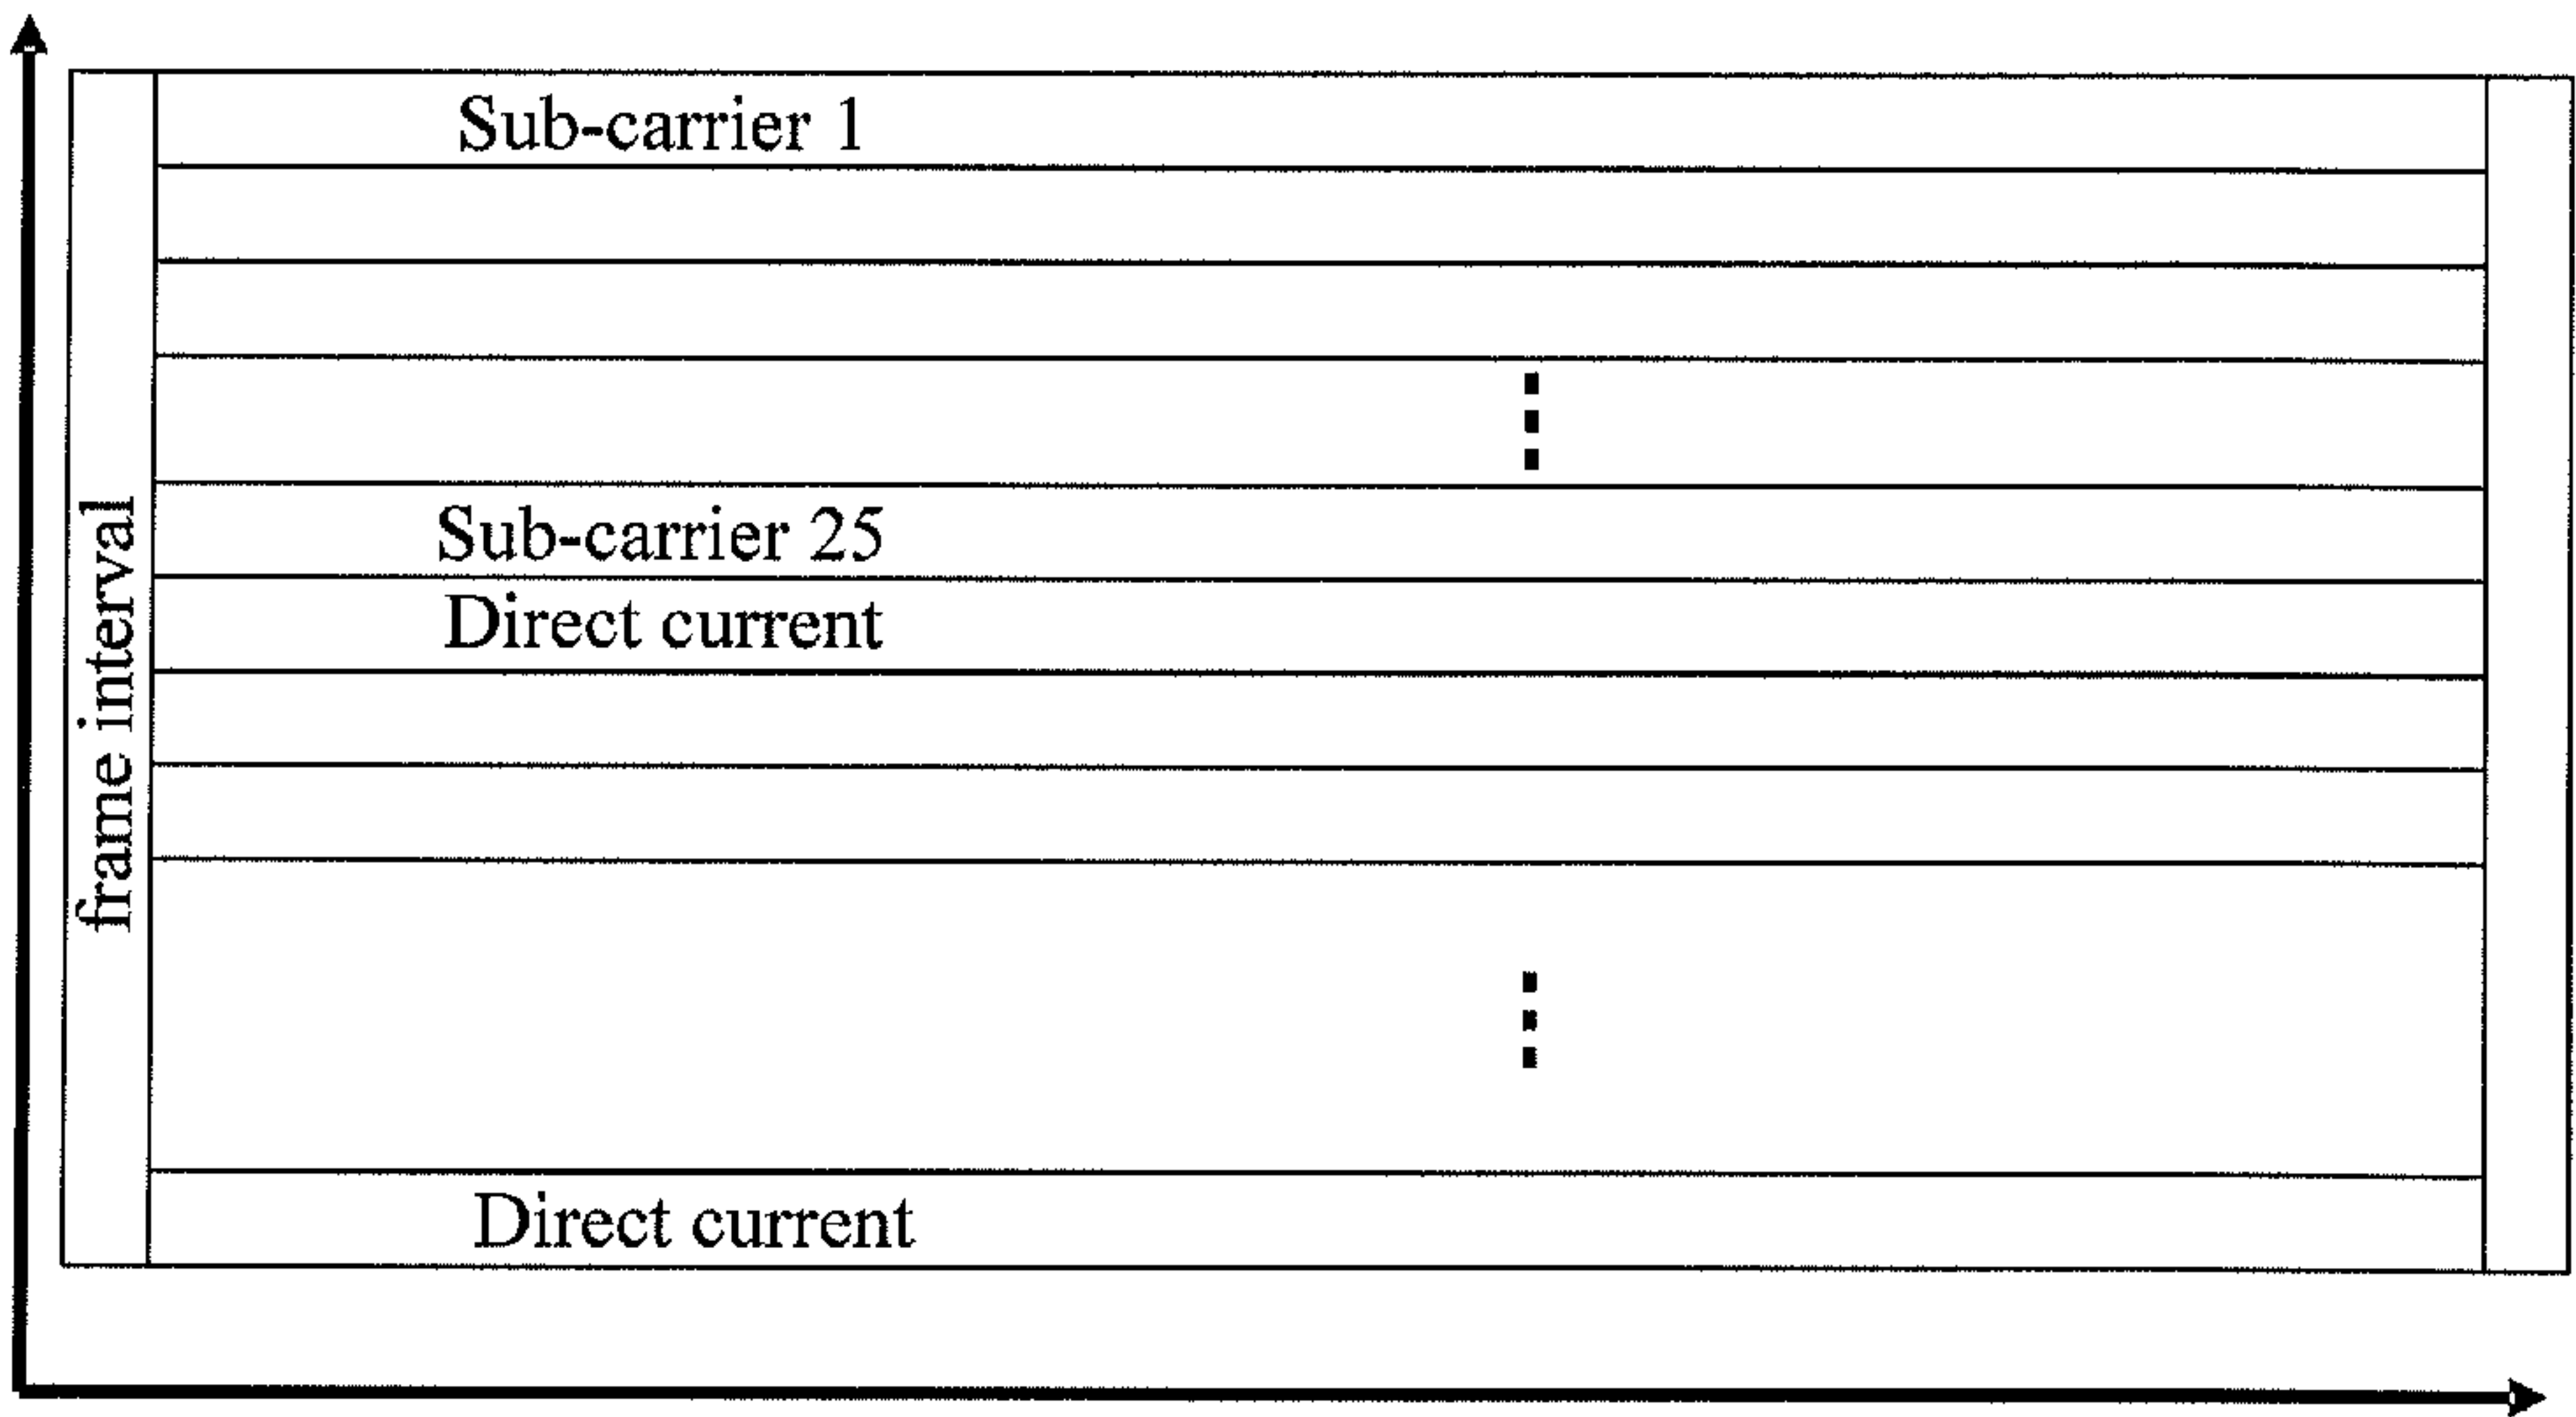 Sub-carrier 1
Sub-carrier 25
Direct current
frame interval
Direct current